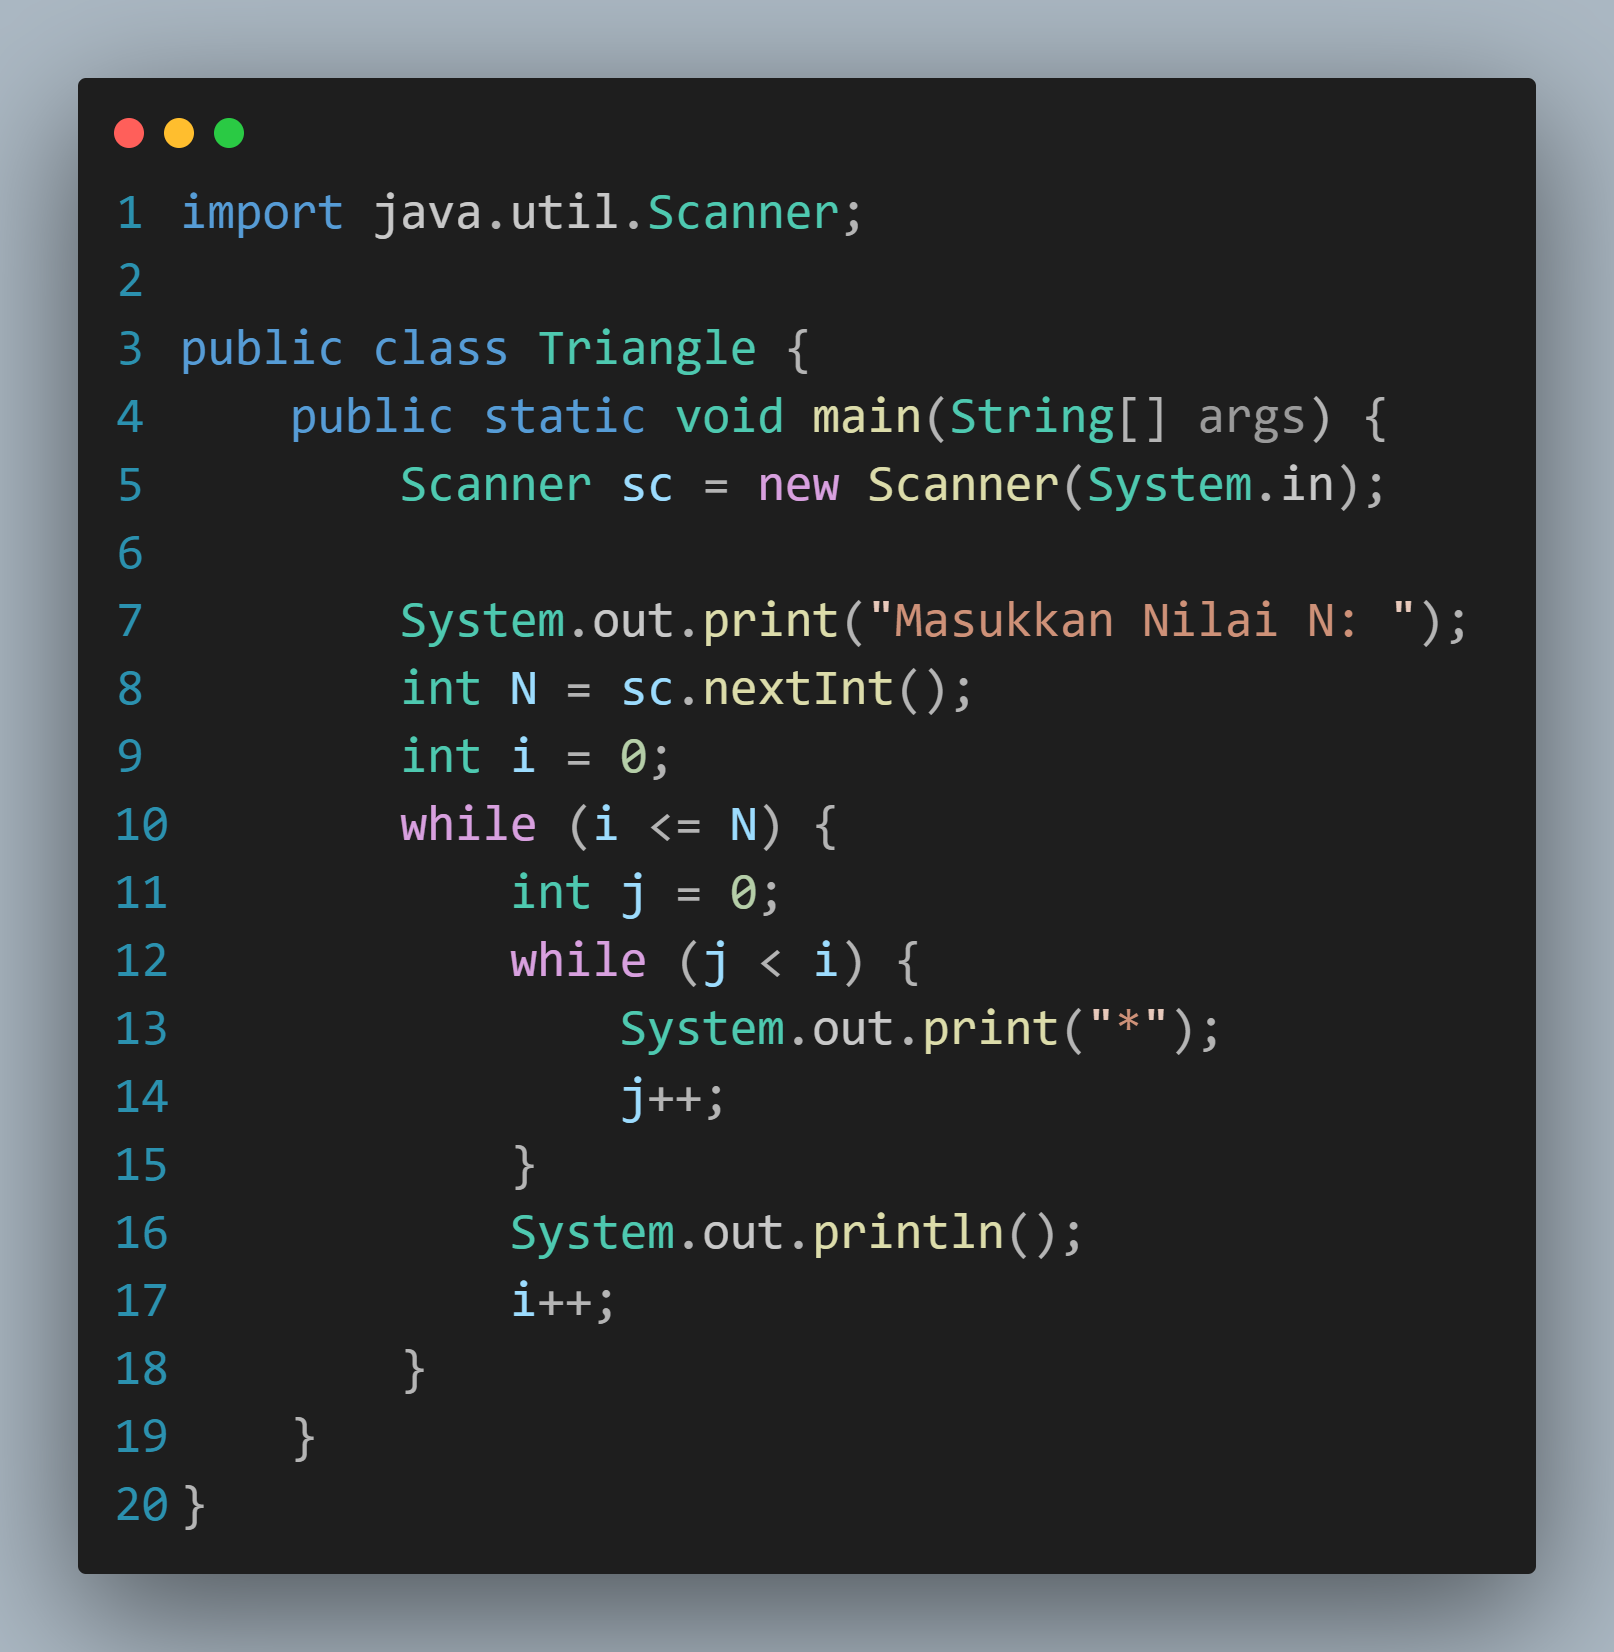 1 import java.util.Scanner;
2
3 public class Triangle {
4     public static void main(String[] args) {
5         Scanner sc = new Scanner(System.in);
6
7         System.out.print("Masukkan Nilai N: ");
8         int N = sc.nextInt();
9         int i = 0;
10         while (i <= N) {
11             int j = 0;
12             while (j < i) {
13                 System.out.print("*");
14                 j++;
15             }
16             System.out.println();
17             i++;
18         }
19     }
20 }